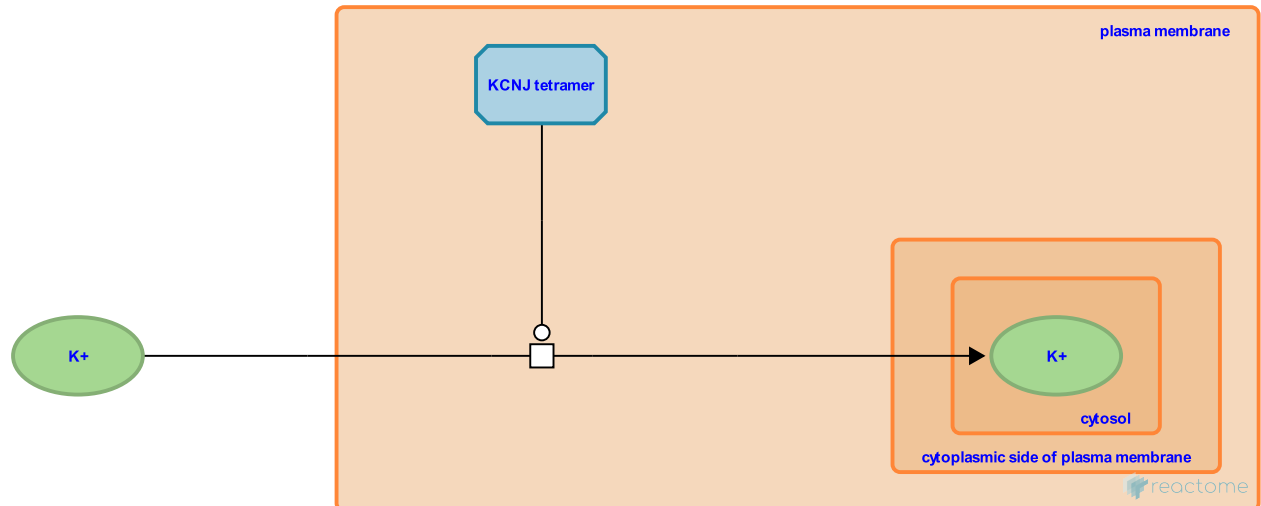 plasma membrane
KCNJ tetramer
K+
K+
cytosol
cytoplasmic side of plasma membrane
reactome